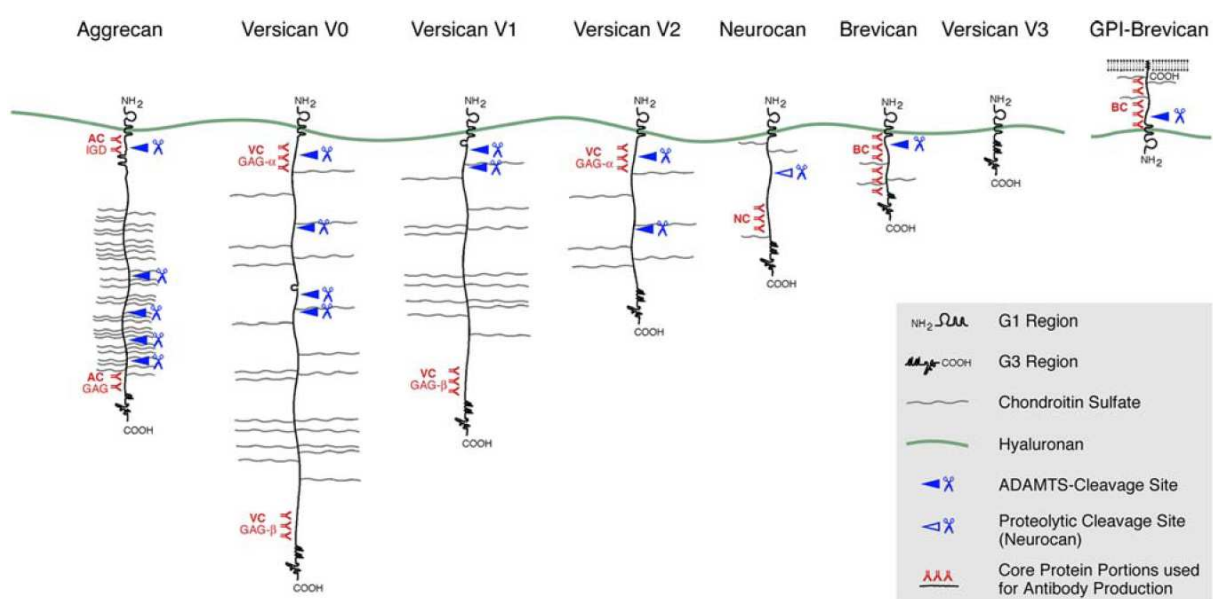 Aggrecan
Versican V0
Versican V1
Versican V2
Neurocan
Brevican
Versican V3
GPI-Brevican
NH2
AC
IGD
AC
GAG
COOH
NH2
VC
GAG-α
VC
GAG-β
COOH
NH2
VC
GAG-β
COOH
NH2
VC
GAG-α
COOH
NH2
NC
COOH
NH2
BC
COOH
NH2
COOH
COOH
BC
NH2
NH2 G1 Region
COOH G3 Region
Chondroitin Sulfate
Hyaluronan
ADAMTS-Cleavage Site
Proteolytic Cleavage Site
(Neurocan)
Core Protein Portions used
for Antibody Production